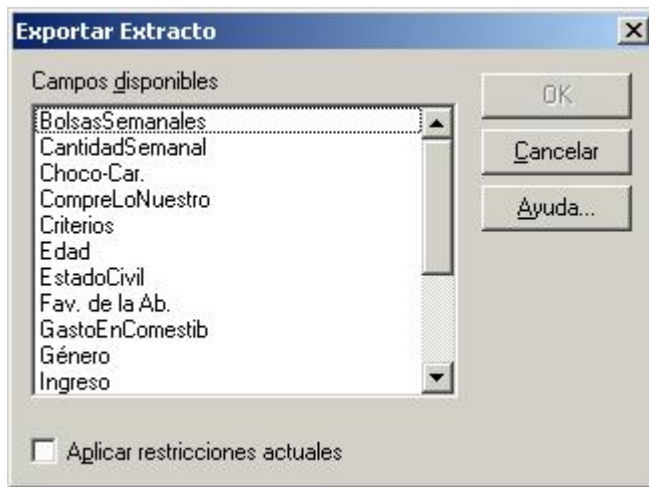 Exportar Extracto
Campos disponibles
BolsasSemanales
CantidadSemanal
Choco-Car.
CompreLoNuestro
Criterios
Edad
EstadoCivil
Fav. de la Ab.
GastoEnComestib
Género
Ingreso
OK
Cancelar
Ayuda...
Aplicar restricciones actuales